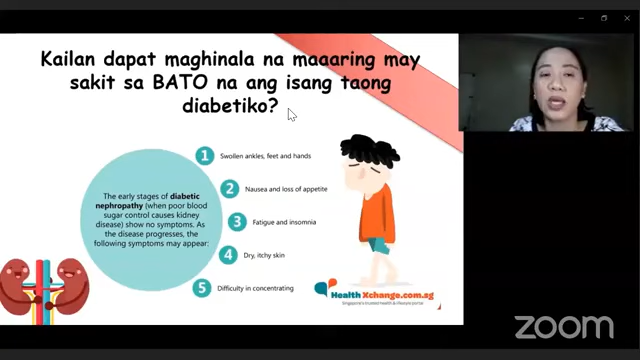 Kailan dapat maghinala na maaaring may
sakit sa BATO na ang isang taong
diabetiko?
The early stages of diabetic
nephropathy (when poor blood
sugar control causes kidney
disease) show no symptoms. As
the disease progresses, the
following symptoms may appear:
1 Swollen ankles, feet and hands
2 Nausea and loss of appetite
3 Fatigue and insomnia
4 Dry, itchy skin
5 Difficulty in concentrating
HealthXchange.com.sg
Singapore's trusted health & lifestyle portal
zoom